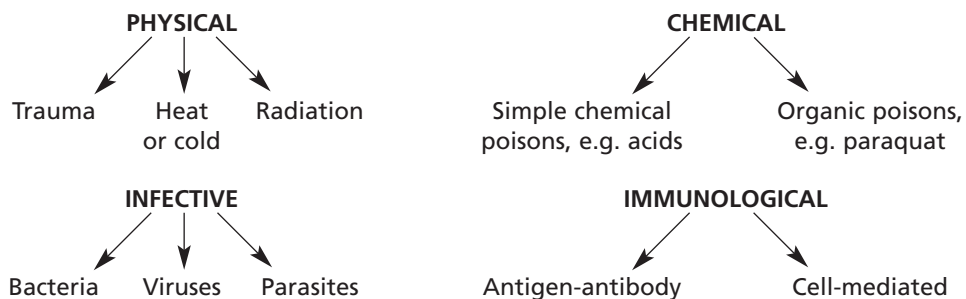 PHYSICAL
Trauma
Heat
or cold
Radiation
CHEMICAL
Simple chemical
poisons, e.g. acids
Organic poisons,
e.g. paraquat
INFECTIVE
Bacteria
Viruses
Parasites
IMMUNOLOGICAL
Antigen-antibody
Cell-mediated